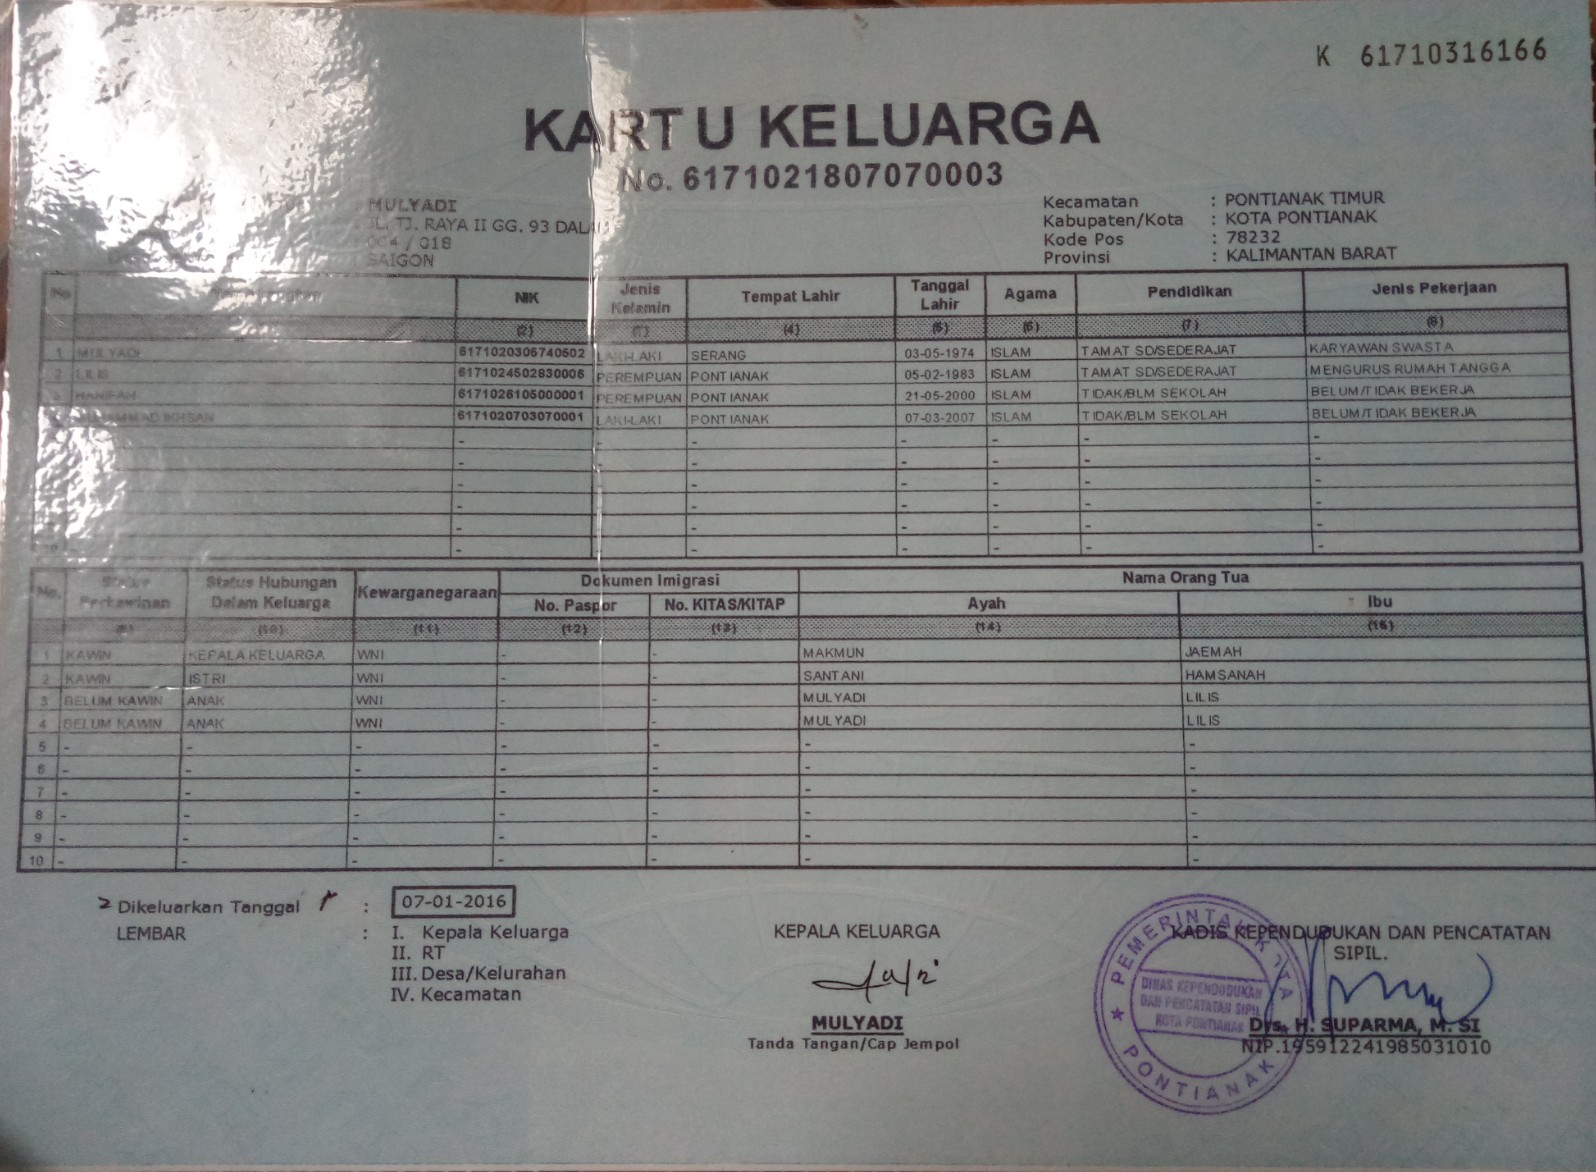 K 61710316166
KARTU KELUARGA
No. 6171021807070003
MULYADI
JL. TJ. RAYA II GG. 93 DALAM
004 / 018
SAIGON
Kecamatan : PONTIANAK TIMUR
Kabupaten/Kota : KOTA PONTIANAK
Kode Pos : 78232
Provinsi : KALIMANTAN BARAT
No NIK Jenis Kelamin Tempat Lahir Tanggal Lahir Agama Pendidikan Jenis Pekerjaan
(2) (3) (4) (5) (6) (7) (8)
1 MULYADI 6171020305740502 LAKI-LAKI SERANG 03-05-1974 ISLAM TAMAT SD/SEDERAJAT KARYAWAN SWASTA
2 LILIS 6171024502830006 PEREMPUAN PONTIANAK 05-02-1983 ISLAM TAMAT SD/SEDERAJAT MENGURUS RUMAH TANGGA
3 HANIFAH 6171026105000001 PEREMPUAN PONTIANAK 21-05-2000 ISLAM TIDAK/BLM SEKOLAH BELUM/TIDAK BEKERJA
MUHAMMAD IKHSAN 6171020703070001 LAKI-LAKI PONTIANAK 07-03-2007 ISLAM TIDAK/BLM SEKOLAH BELUM/TIDAK BEKERJA
- - - - - - -
- - - - - - -
- - - - - - -
- - - - - - -
- - - - - - -
- - - - - - -
No. Status Perkawinan Status Hubungan Dalam Keluarga Kewarganegaraan Dokumen Imigrasi Nama Orang Tua
No. Paspor No. KITAS/KITAP Ayah Ibu
(9) (10) (11) (12) (13) (14) (15)
1 KAWIN KEPALA KELUARGA WNI - - MAKMUN JAEMAH
2 KAWIN ISTRI WNI - - SANTANI HAMSANAH
3 BELUM KAWIN ANAK WNI - - MULYADI LILIS
4 BELUM KAWIN ANAK WNI - - MULYADI LILIS
5 - - - - - - -
6 - - - - - - -
7 - - - - - - -
8 - - - - - - -
9 - - - - - - -
10 - - - - - - -
Dikeluarkan Tanggal : 07-01-2016
LEMBAR : I. Kepala Keluarga
II. RT
III. Desa/Kelurahan
IV. Kecamatan
KEPALA KELUARGA
MULYADI
Tanda Tangan/Cap Jempol
KADIS KEPENDUDUKAN DAN PENCATATAN
SIPIL.
PEMERINTAH KOTA
DINAS KEPENDUDUKAN
DAN PENCATATAN SIPIL
KOTA PONTIANAK
PONTIANAK
Drs. H. SUPARMA, M. SI
NIP.195912241985031010